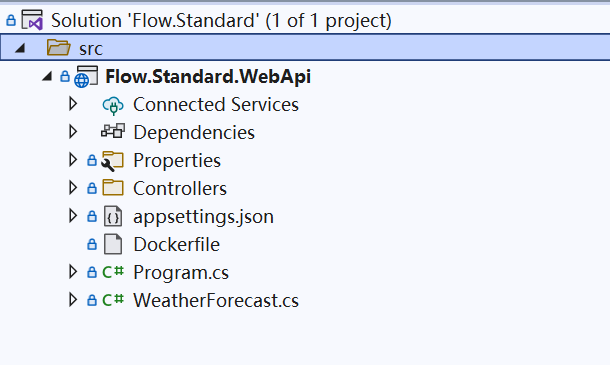 Solution 'Flow.Standard' (1 of 1 project)
src
Flow.Standard.WebApi
Connected Services
Dependencies
Properties
Controllers
appsettings.json
Dockerfile
C# Program.cs
C# WeatherForecast.cs